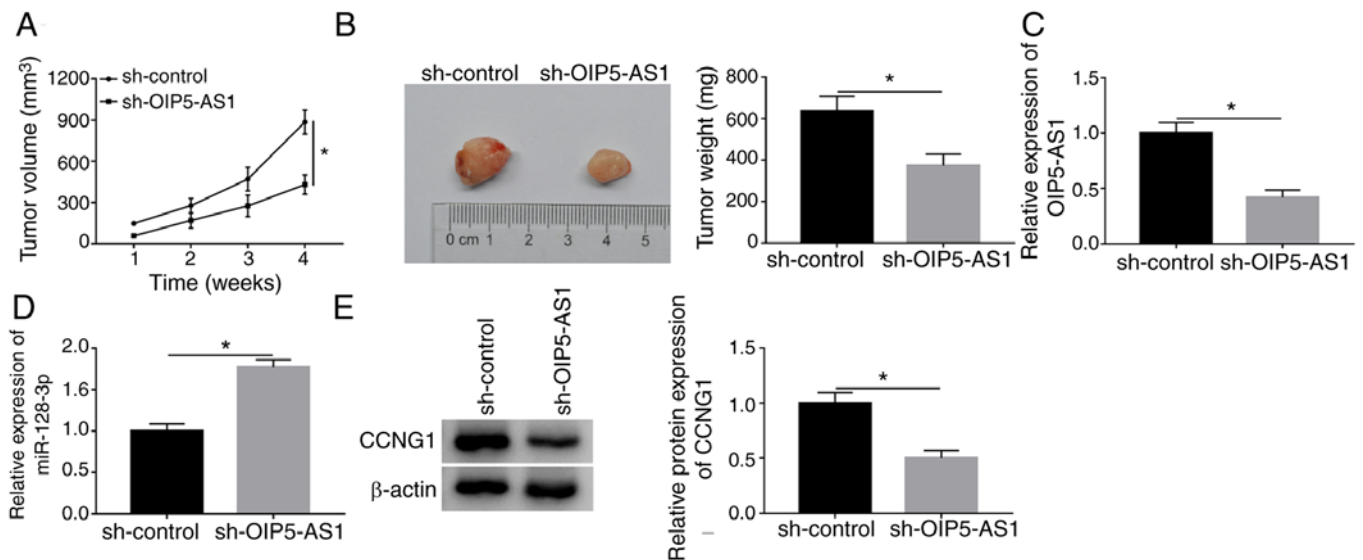 A
Tumor volume (mm³)
1200
900
600
300
0
sh-control
sh-OIP5-AS1
*
1 2 3 4
Time (weeks)
B
sh-control sh-OIP5-AS1
0 cm 1 2 3 4 5
Tumor weight (mg)
800
600
400
200
0
*
sh-control sh-OIP5-AS1
C
Relative expression of
OIP5-AS1
1.5
1.0
0.5
0.0
*
sh-control sh-OIP5-AS1
D
Relative expression of
miR-128-3p
2.0
1.6
1.0
0.5
0.0
*
sh-control sh-OIP5-AS1
E
sh-control
sh-OIP5-AS1
CCNG1
β-actin
Relative protein expression
of CCNG1
1.5
1.0
0.5
0.0
*
sh-control sh-OIP5-AS1